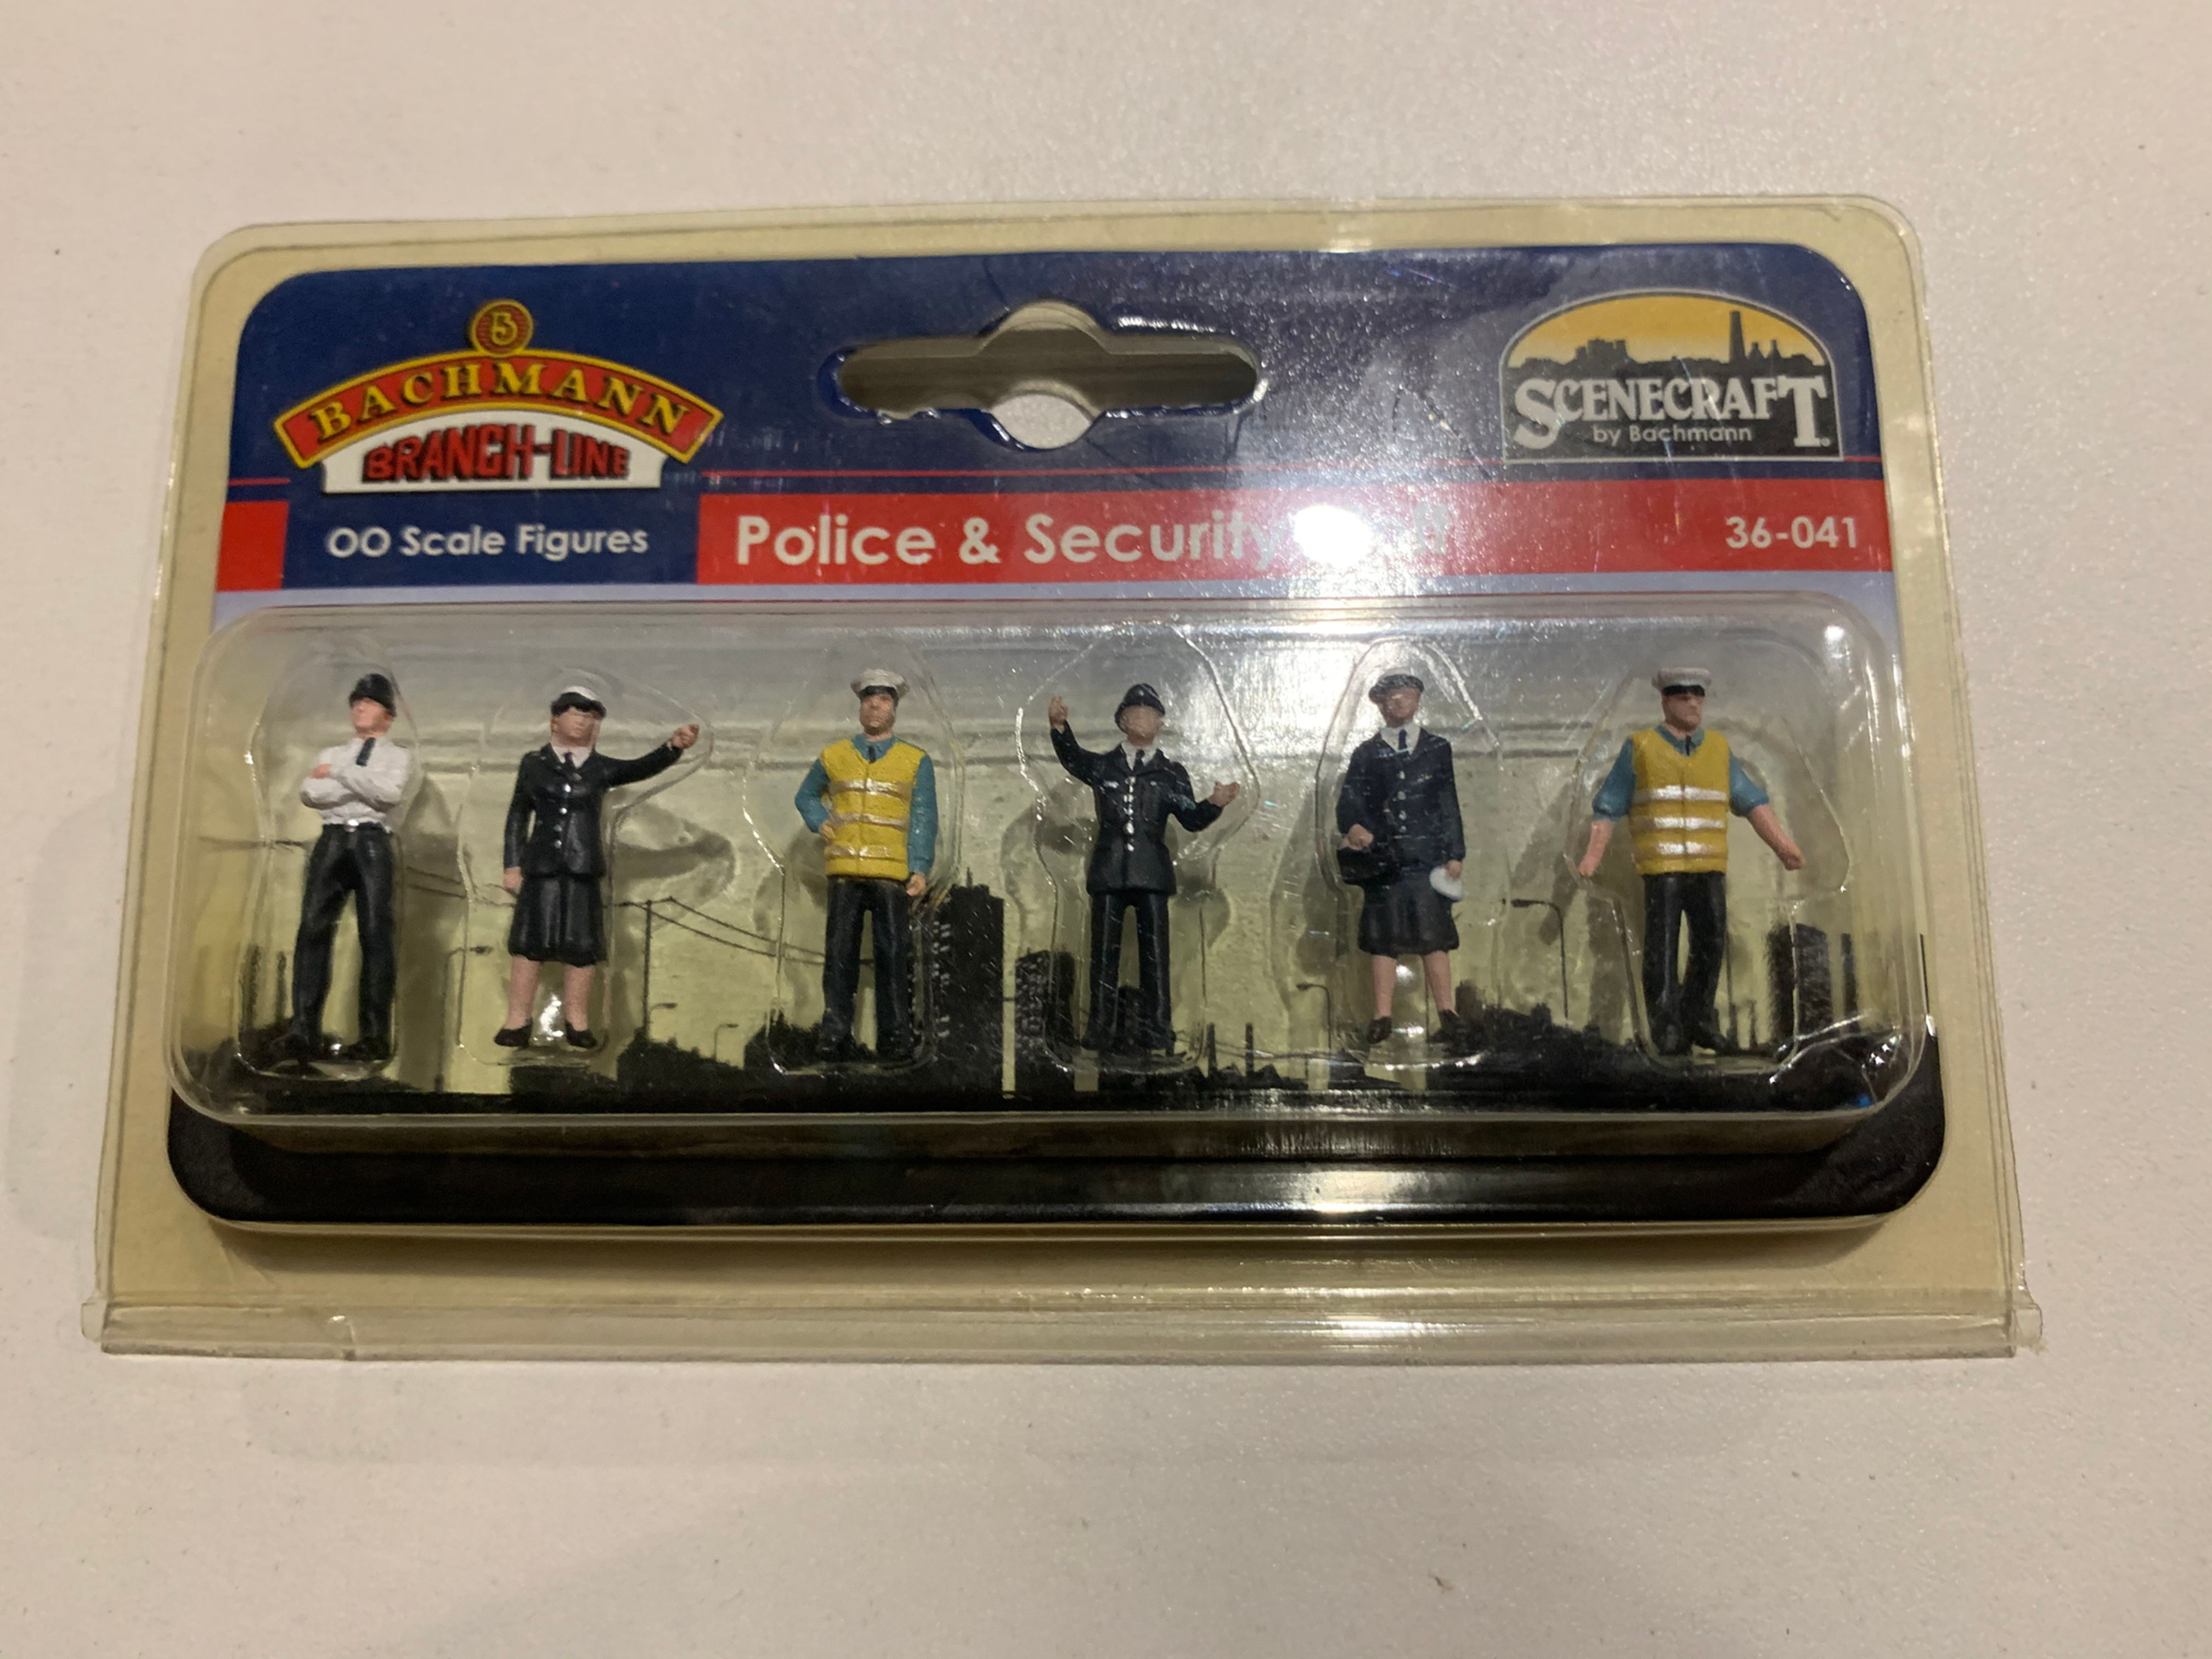 BACHMANN
BRANCH-LINE
SCENECRAFT
by Bachmann
OO Scale Figures
Police & Security
36-041